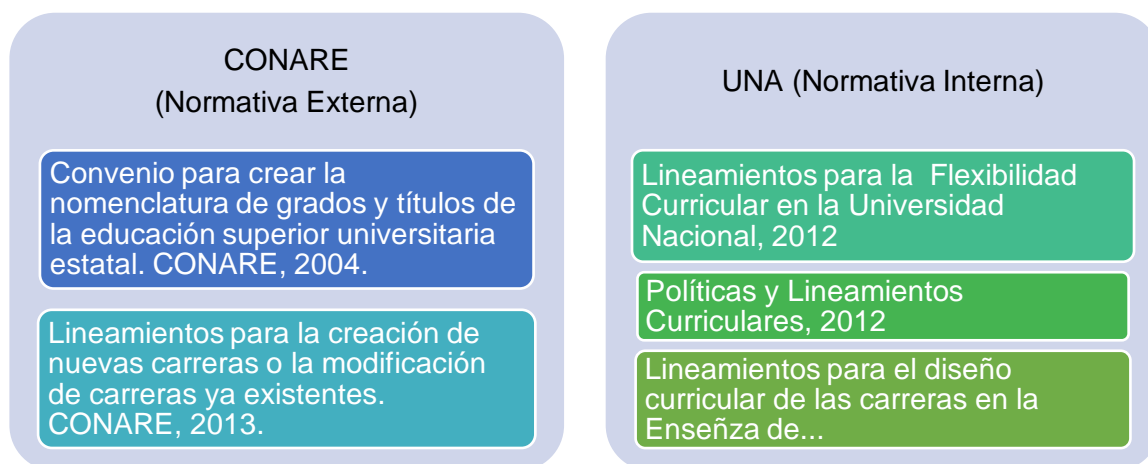 CONARE
(Normativa Externa)
Convenio para crear la
nomenclatura de grados y títulos de
la educación superior universitaria
estatal. CONARE, 2004.
Lineamientos para la creación de
nuevas carreras o la modificación
de carreras ya existentes.
CONARE, 2013.
UNA (Normativa Interna)
Lineamientos para la Flexibilidad
Curricular en la Universidad
Nacional, 2012
Políticas y Lineamientos
Curriculares, 2012
Lineamientos para el diseño
curricular de las carreras en la
Enseñza de...